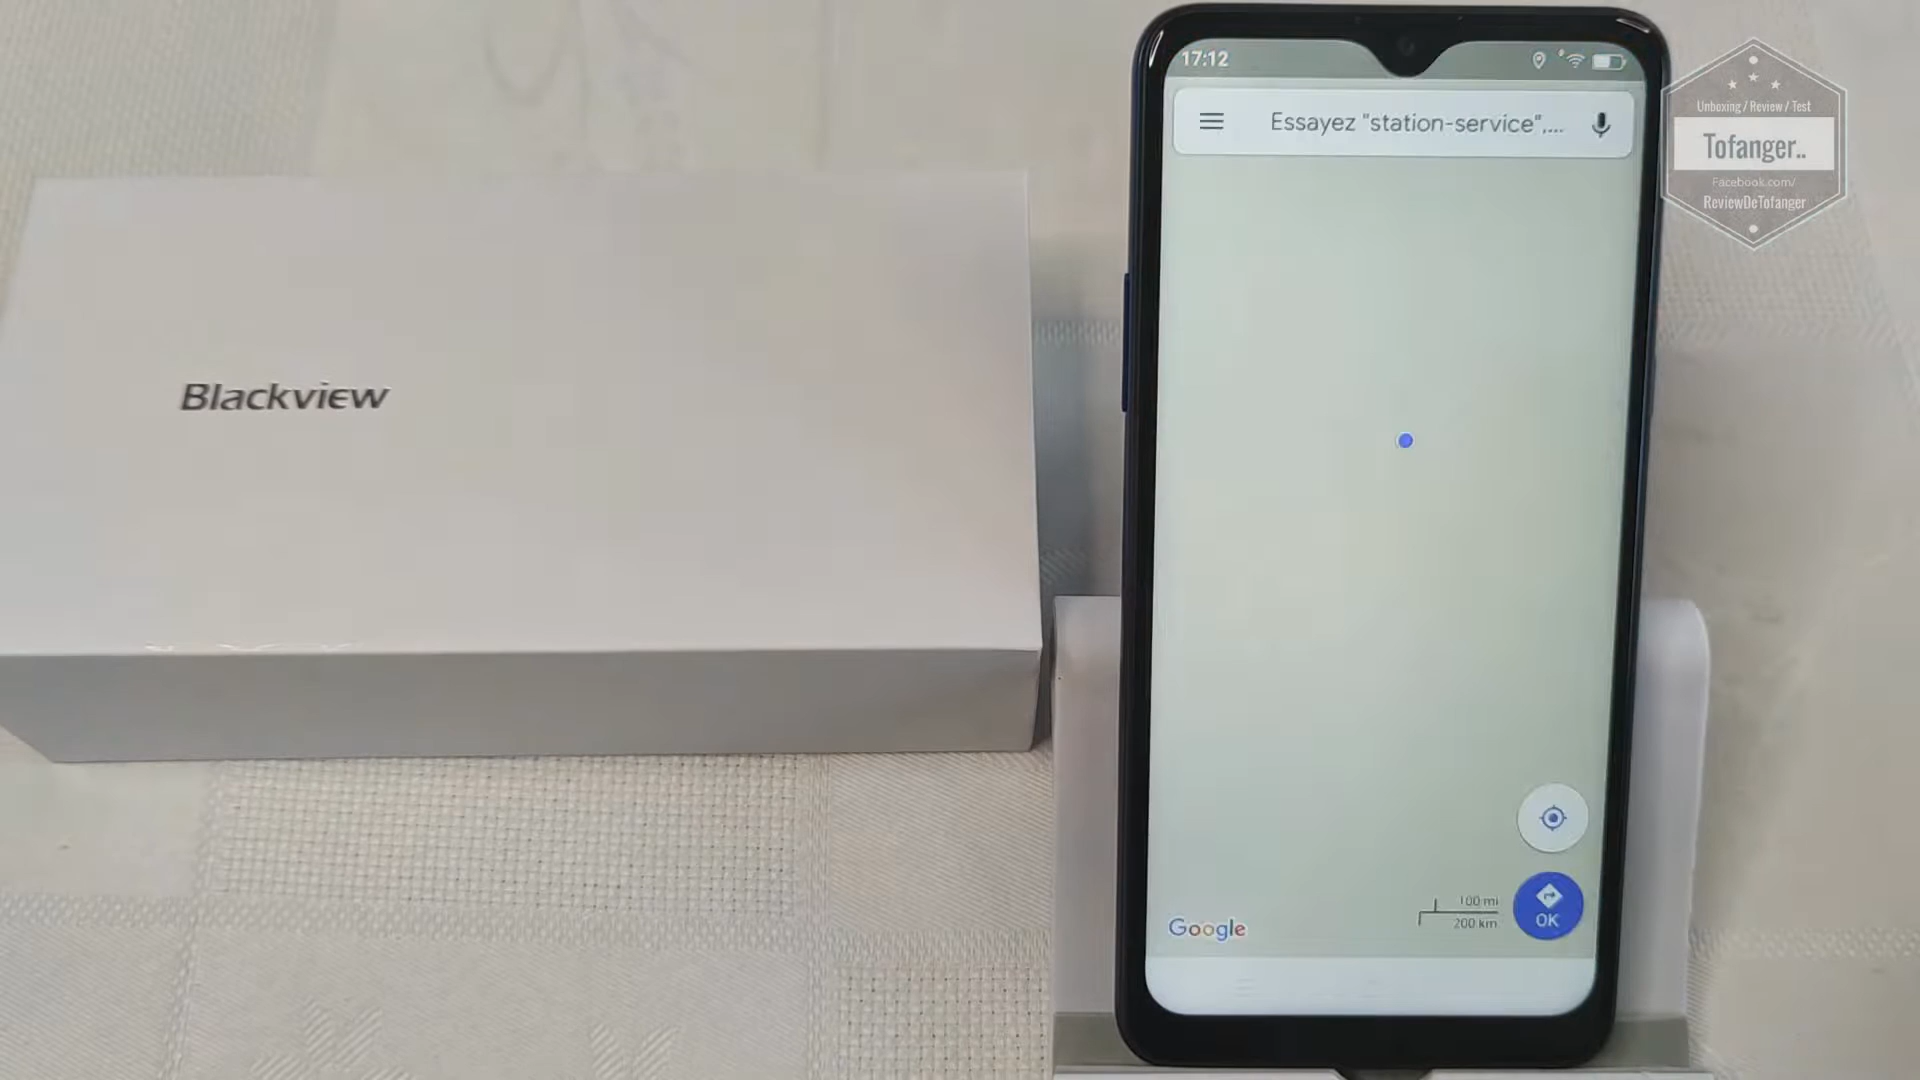 Blackview
17:12
Essayez "station-service",...
Google
100 mi
200 km
OK
Unboxing / Review / Test
Tofanger..
Facebook.com/
ReviewDeTofanger